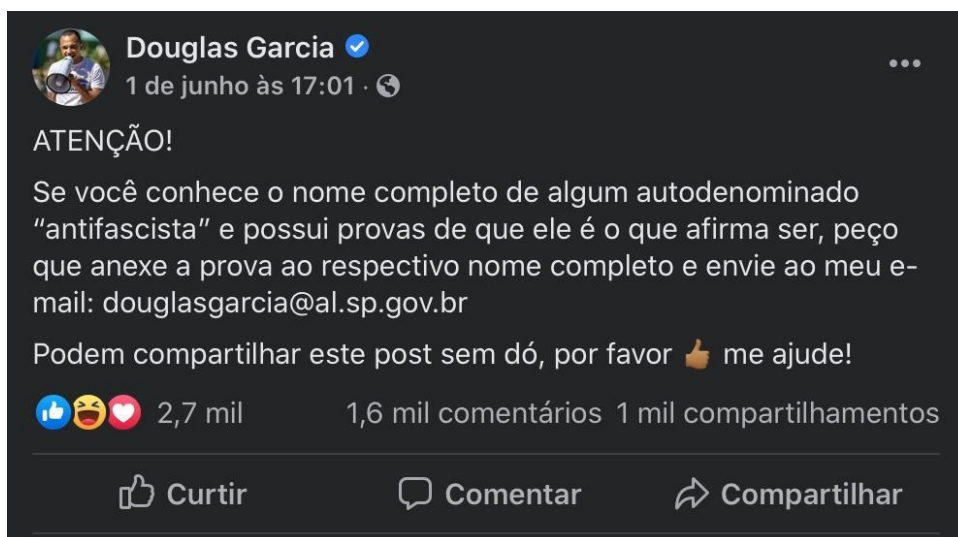 Douglas Garcia
1 de junho às 17:01 ·
ATENÇÃO!
Se você conhece o nome completo de algum autodenominado
“antifascista” e possui provas de que ele é o que afirma ser, peço
que anexe a prova ao respectivo nome completo e envie ao meu e-
mail: douglasgarcia@al.sp.gov.br
Podem compartilhar este post sem dó, por favor 👍🏾 me ajude!
2,7 mil 1,6 mil comentários 1 mil compartilhamentos
Curtir Comentar Compartilhar